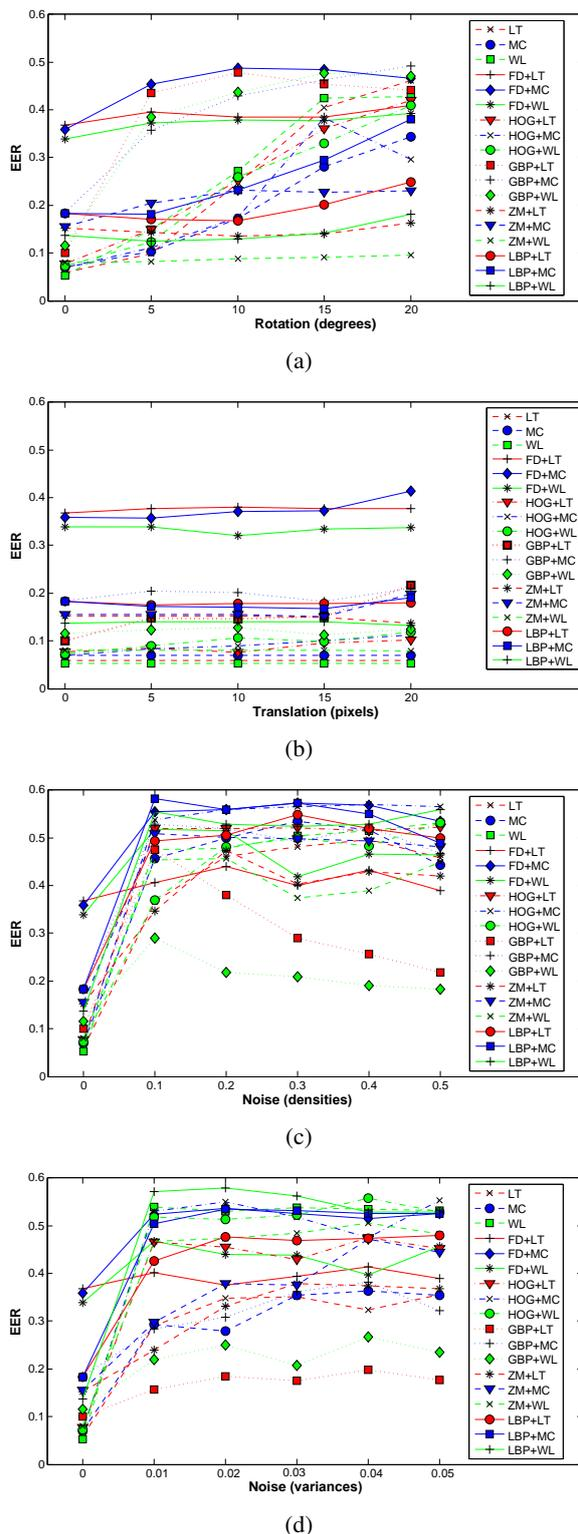 0.6
0.5
0.4
0.3
0.2
0.1
0
EER
0 5 10 15 20
Rotation (degrees)
LT
MC
WL
FD+LT
FD+MC
FD+WL
HOG+LT
HOG+MC
HOG+WL
GBP+LT
GBP+MC
GBP+WL
ZM+LT
ZM+MC
ZM+WL
LBP+LT
LBP+MC
LBP+WL
(a)
0.6
0.5
0.4
0.3
0.2
0.1
0
EER
0 5 10 15 20
Translation (pixels)
LT
MC
WL
FD+LT
FD+MC
FD+WL
HOG+LT
HOG+MC
HOG+WL
GBP+LT
GBP+MC
GBP+WL
ZM+LT
ZM+MC
ZM+WL
LBP+LT
LBP+MC
LBP+WL
(b)
0.6
0.5
0.4
0.3
0.2
0.1
0
EER
0 0.1 0.2 0.3 0.4 0.5
Noise (densities)
LT
MC
WL
FD+LT
FD+MC
FD+WL
HOG+LT
HOG+MC
HOG+WL
GBP+LT
GBP+MC
GBP+WL
ZM+LT
ZM+MC
ZM+WL
LBP+LT
LBP+MC
LBP+WL
(c)
0.6
0.5
0.4
0.3
0.2
0.1
0
EER
0 0.01 0.02 0.03 0.04 0.05
Noise (variances)
LT
MC
WL
FD+LT
FD+MC
FD+WL
HOG+LT
HOG+MC
HOG+WL
GBP+LT
GBP+MC
GBP+WL
ZM+LT
ZM+MC
ZM+WL
LBP+LT
LBP+MC
LBP+WL
(d)